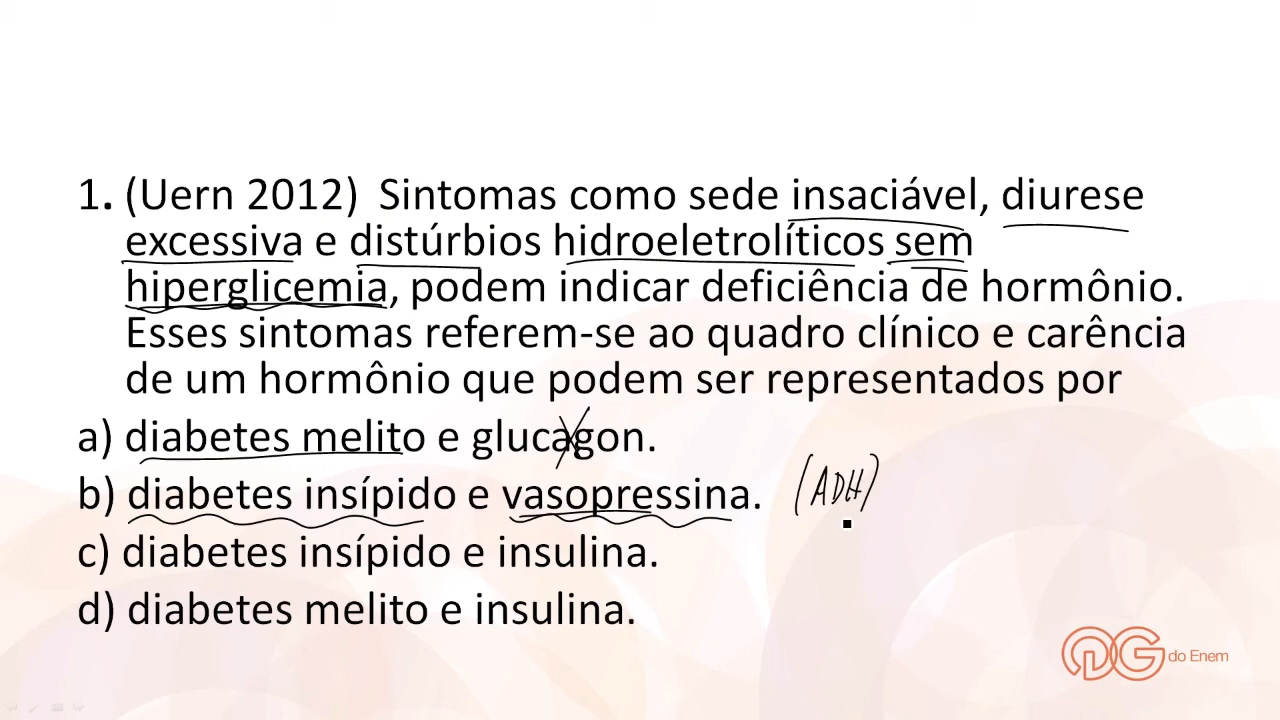 1. (Uern 2012) Sintomas como sede insaciável, diurese
excessiva e distúrbios hidroeletrolíticos sem
hiperglicemia, podem indicar deficiência de hormônio.
Esses sintomas referem-se ao quadro clínico e carência
de um hormônio que podem ser representados por
a) diabetes melito e glucagon.
b) diabetes insípido e vasopressina. (ADH)
c) diabetes insípido e insulina.
d) diabetes melito e insulina.
DG do Enem